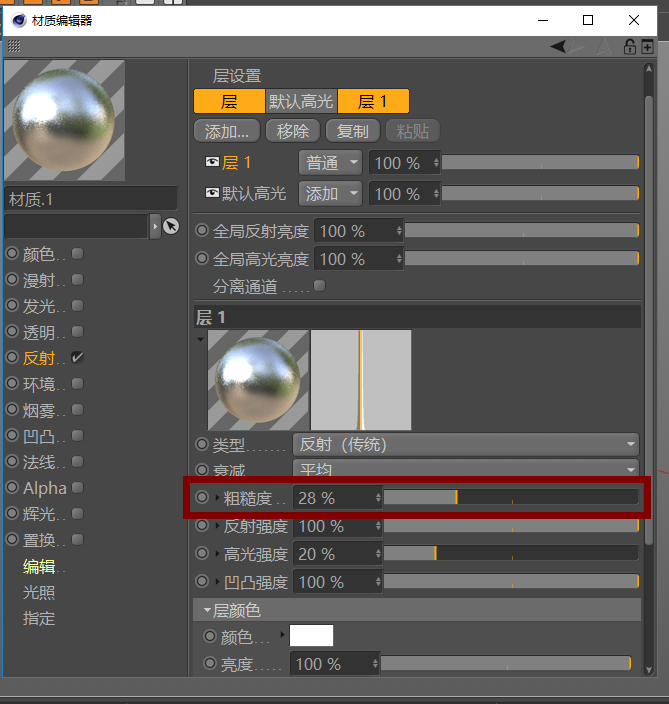 材质编辑器
层设置
层 默认高光 层 1
添加... 移除 复制 粘贴
层 1 普通 100 %
默认高光 添加 100 %
材质.1
全局反射亮度 100 %
全局高光亮度 100 %
分离通道 .....
颜色. .
漫射. .
发光. .
透明. .
反射. .
环境. .
烟雾. .
凹凸. .
法线. .
Alpha
辉光. .
置换. .
编辑. .
光照
指定
层 1
类型....... 反射（传统）
衰减 平均
粗糙度 . . 28 %
反射强度 100 %
高光强度 20 %
凹凸强度 100 %
层颜色
颜色. . .
亮度..... 100 %